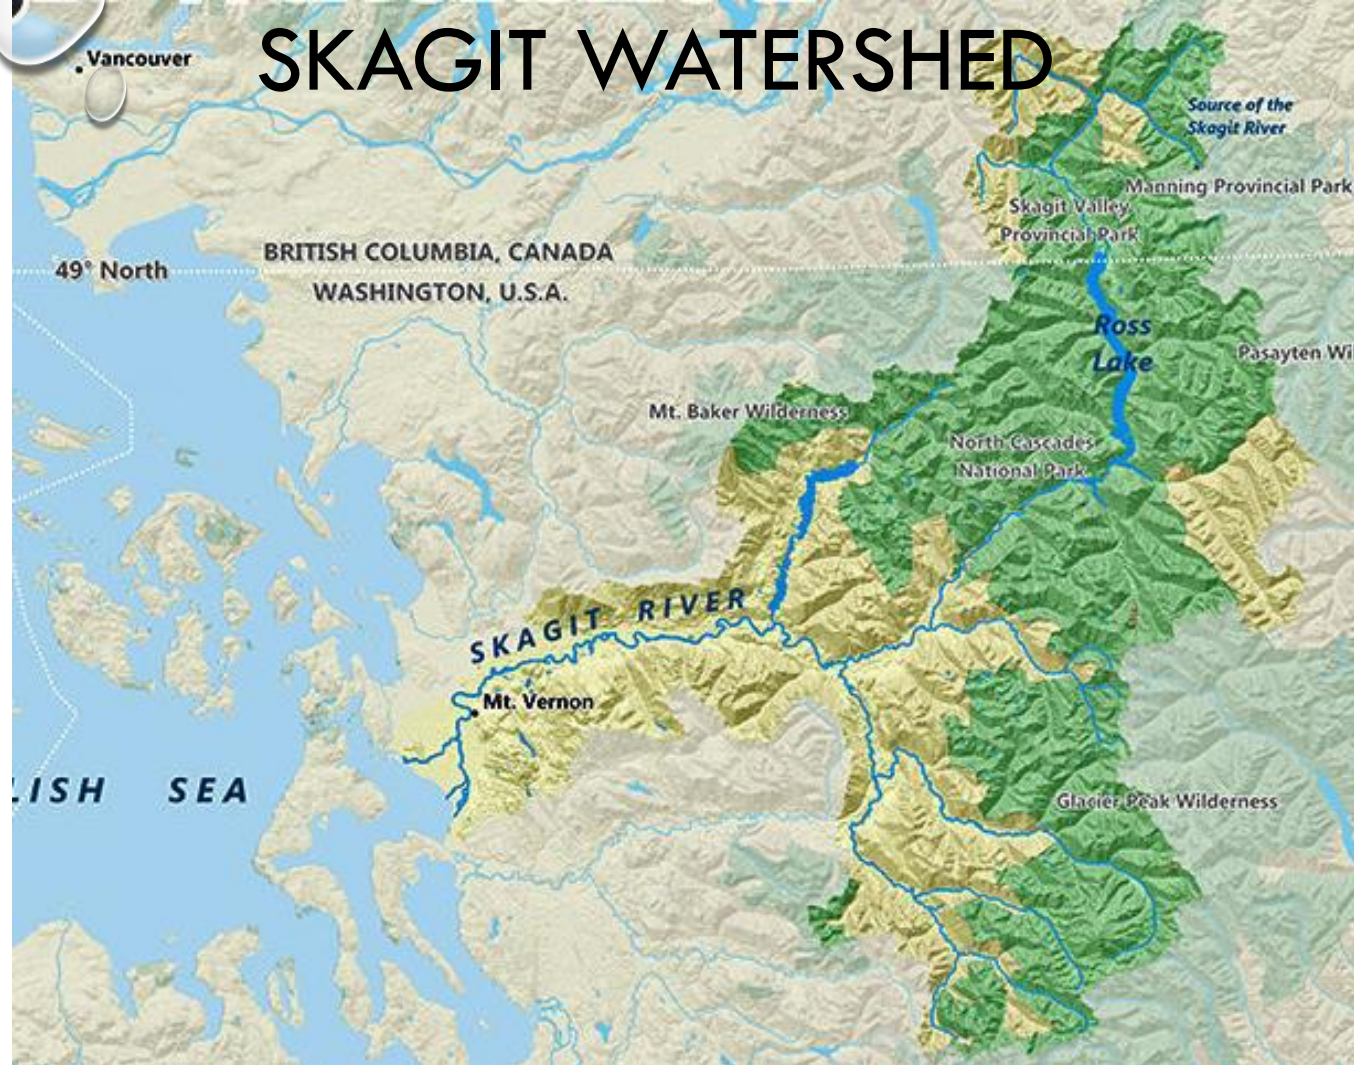 SKAGIT WATERSHED
Vancouver
Source of the
Skagit River
Manning Provincial Park
Skagit Valley
Provincial Park
BRITISH COLUMBIA, CANADA
49° North
WASHINGTON, U.S.A.
Ross
Lake
Pasayten Wi
Mt. Baker Wilderness
North Cascades
National Park
SKAGIT RIVER
Mt. Vernon
LISH SEA
Glacier Peak Wilderness